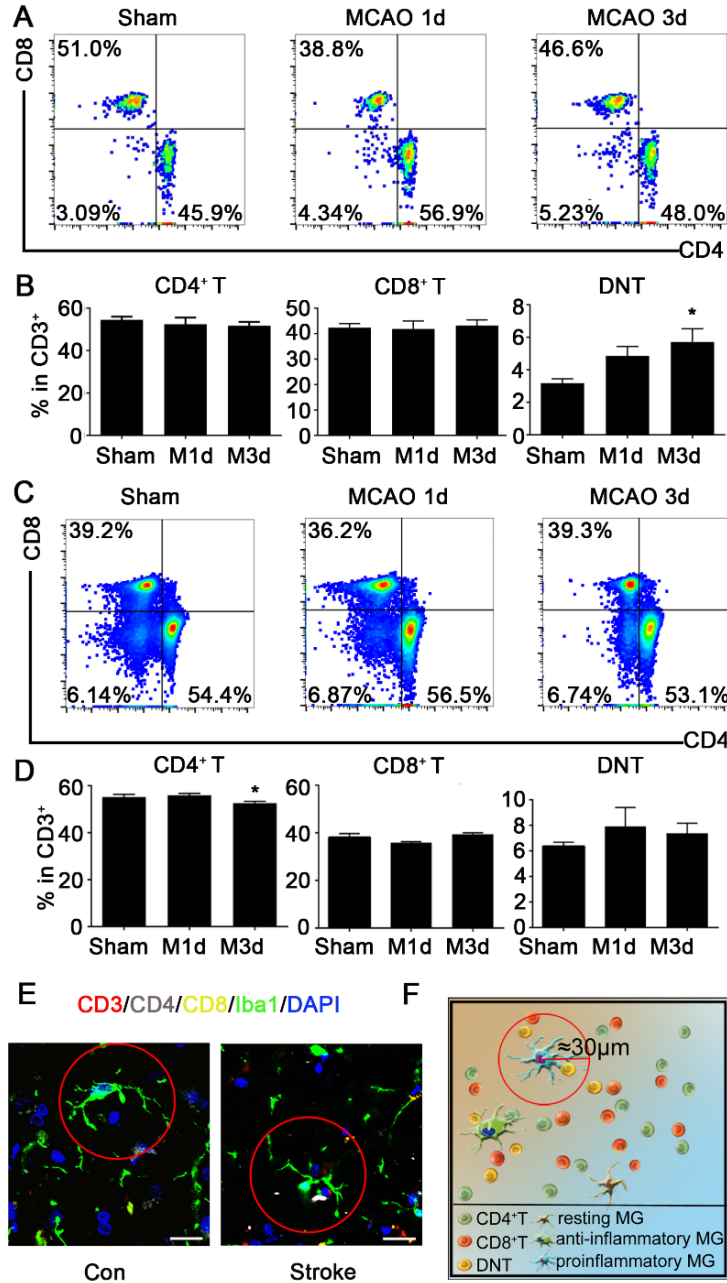 A
Sham
MCAO 1d
MCAO 3d
CD8
51.0%
38.8%
46.6%
3.09%
45.9%
4.34%
56.9%
5.23%
48.0%
CD4
B
CD4⁺ T
CD8⁺ T
DNT
% in CD3⁺
60
40
20
0
50
40
30
20
10
0
8
6
4
2
0
*
Sham M1d M3d
Sham M1d M3d
Sham M1d M3d
C
Sham
MCAO 1d
MCAO 3d
CD8
39.2%
36.2%
39.3%
6.14%
54.4%
6.87%
56.5%
6.74%
53.1%
CD4
D
CD4⁺ T
CD8⁺ T
DNT
% in CD3⁺
60
40
20
0
*
60
40
20
0
10
8
6
4
2
0
Sham M1d M3d
Sham M1d M3d
Sham M1d M3d
E
CD3/CD4/CD8/Iba1/DAPI
Con
Stroke
F
≈30μm
CD4⁺T
resting MG
CD8⁺T
anti-inflammatory MG
DNT
proinflammatory MG